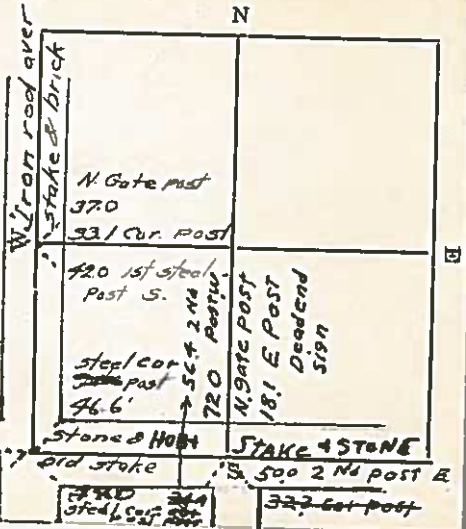 N
Iron rod over
stake & brick
W
E
N. Gate post
37.0
33.1 Cor. Post
42.0 1st steel
Post S.
steel cor
post
46.6'
56.4 2nd
72.0 Post W
N. gate post
18.1 E Post
Deadend
sign
Stone &
old stake
STAKE & STONE
S. 50.0 2nd post E
steel cor.
32.2 Cor Post